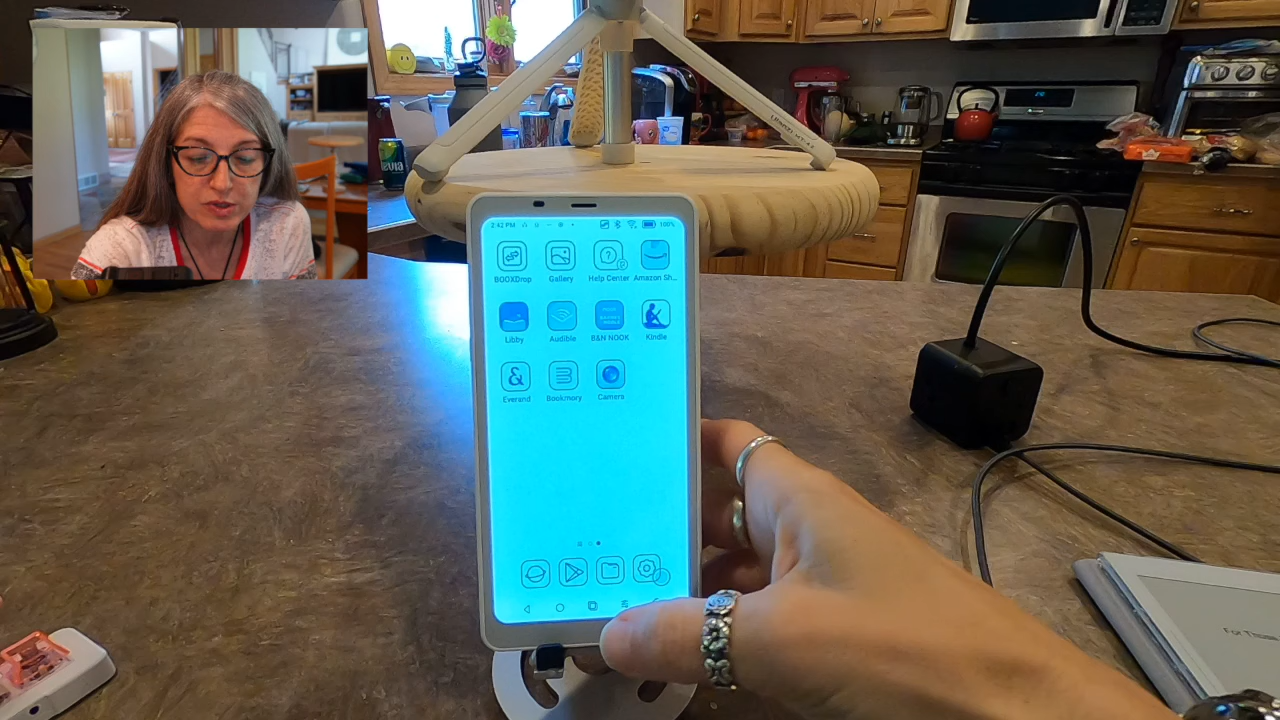 2:42 PM 100%
BOOXDrop Gallery Help Center Amazon Sh...
Libby Audible B&N NOOK Kindle
Everand Bookmory Camera